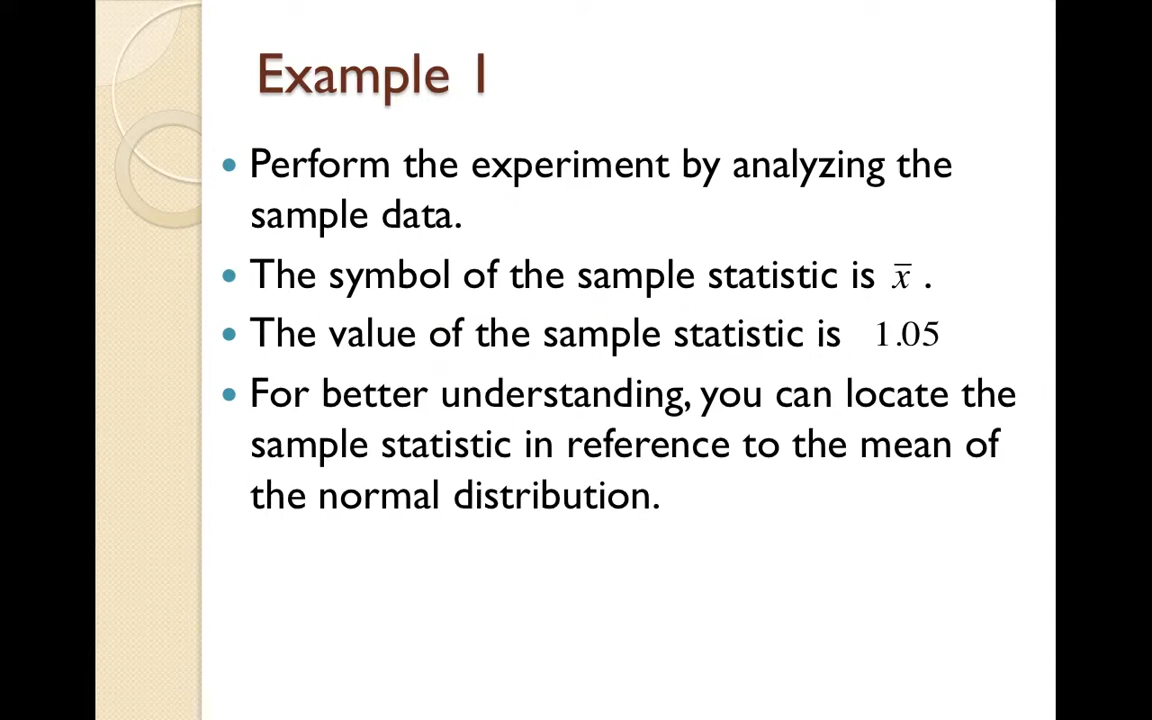 Example 1
• Perform the experiment by analyzing the
sample data.
• The symbol of the sample statistic is x̅ .
• The value of the sample statistic is 1.05
• For better understanding, you can locate the
sample statistic in reference to the mean of
the normal distribution.